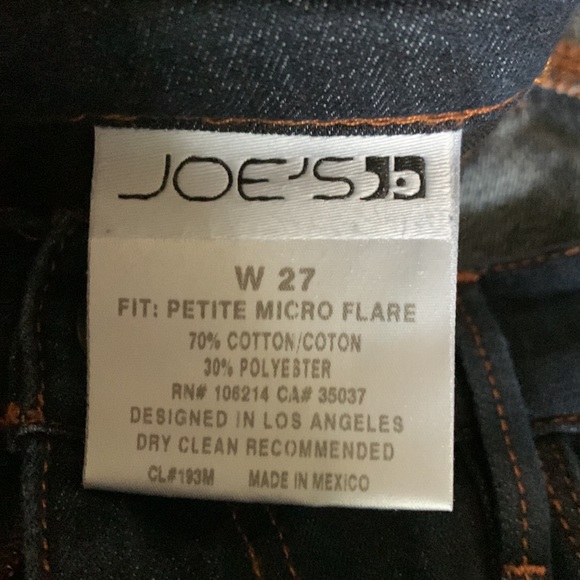 JOE'S
W 27
FIT: PETITE MICRO FLARE
70% COTTON/COTON
30% POLYESTER
RN# 106214 CA# 35037
DESIGNED IN LOS ANGELES
DRY CLEAN RECOMMENDED
CL#193M MADE IN MEXICO